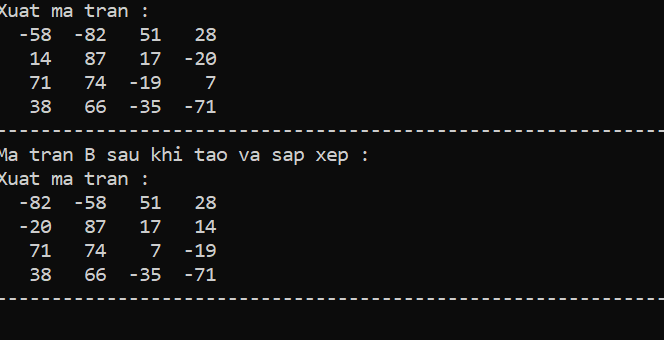 Xuat ma tran :
-58 -82 51 28
14 87 17 -20
71 74 -19 7
38 66 -35 -71
-------------------------------------------------------------
Ma tran B sau khi tao va sap xep :
Xuat ma tran :
-82 -58 51 28
-20 87 17 14
71 74 7 -19
38 66 -35 -71
-------------------------------------------------------------